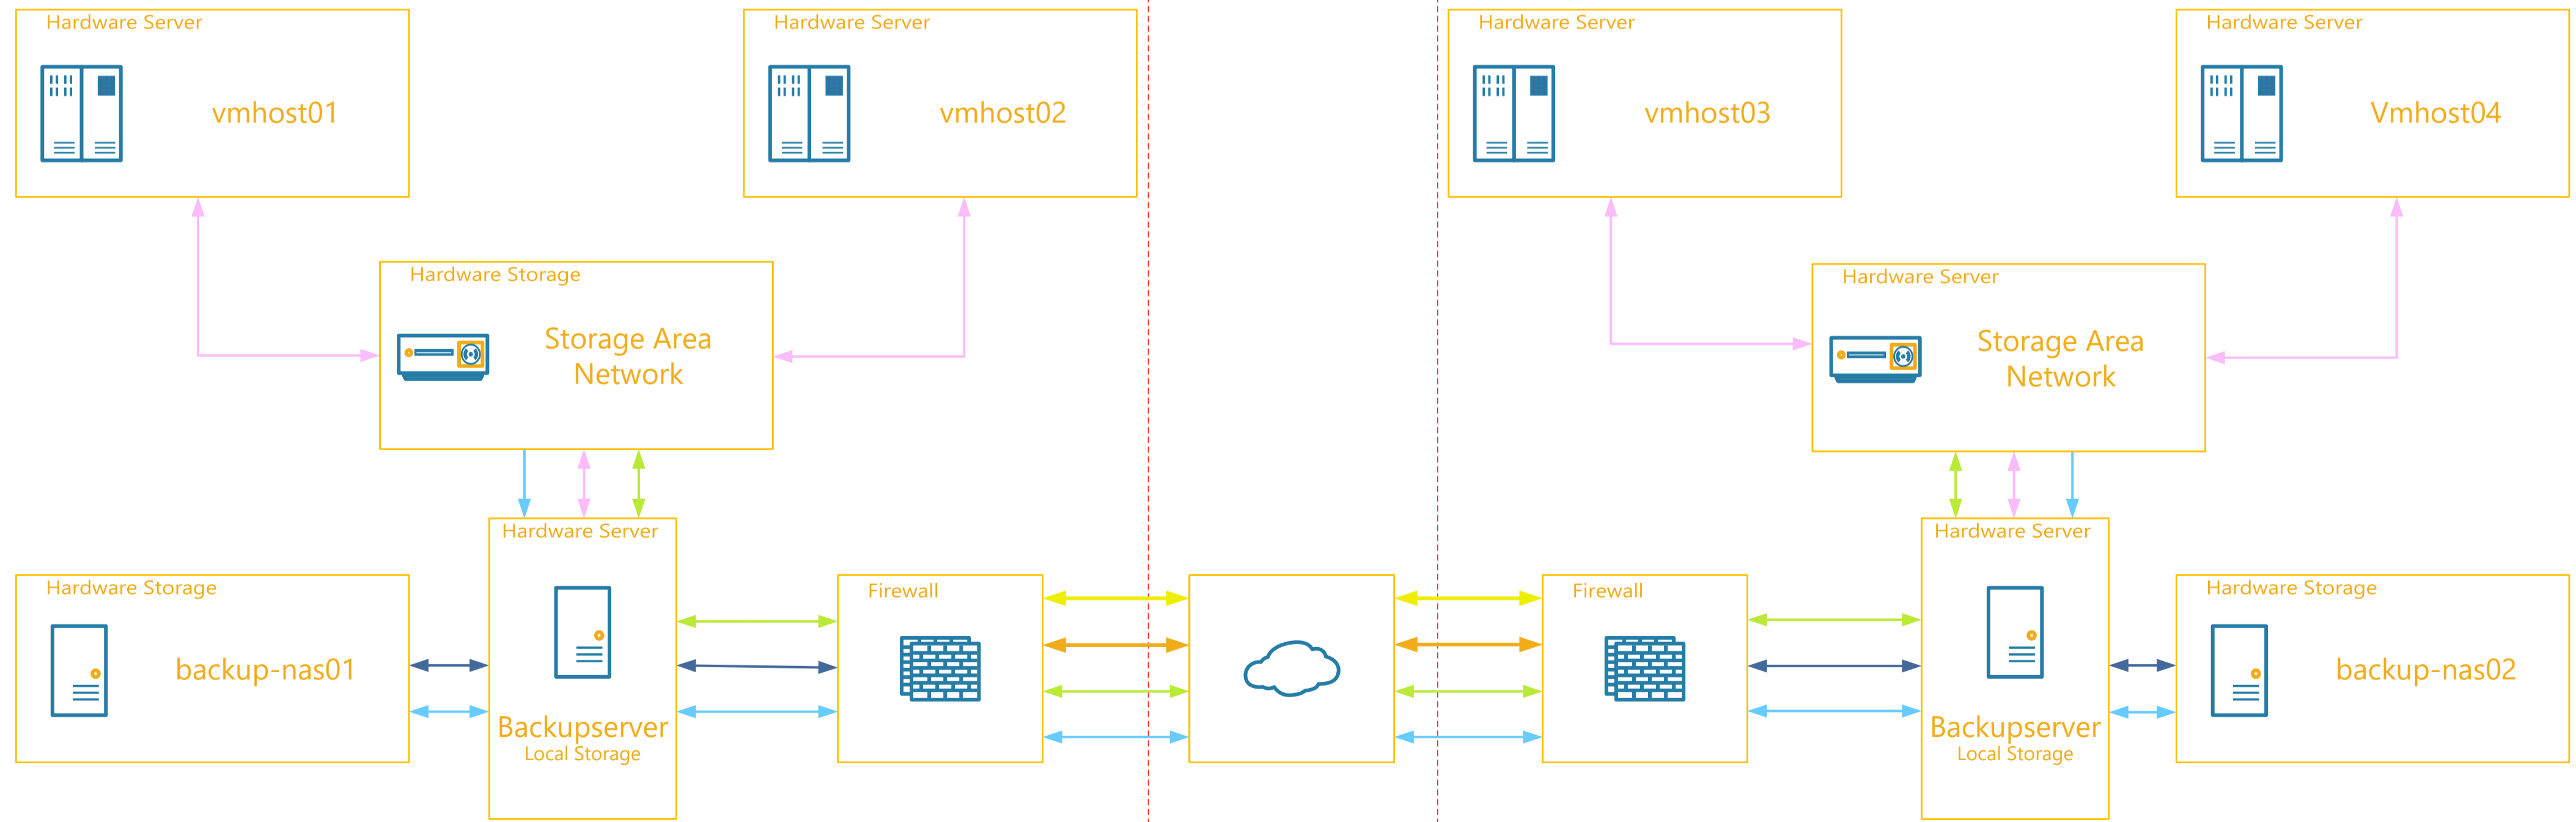 Hardware Server
vmhost01
Hardware Server
vmhost02
Hardware Server
vmhost03
Hardware Server
Vmhost04
Hardware Storage
Storage Area
Network
Hardware Server
Storage Area
Network
Hardware Storage
backup-nas01
Hardware Server
Backupserver
Local Storage
Firewall
Firewall
Hardware Server
Backupserver
Local Storage
Hardware Storage
backup-nas02